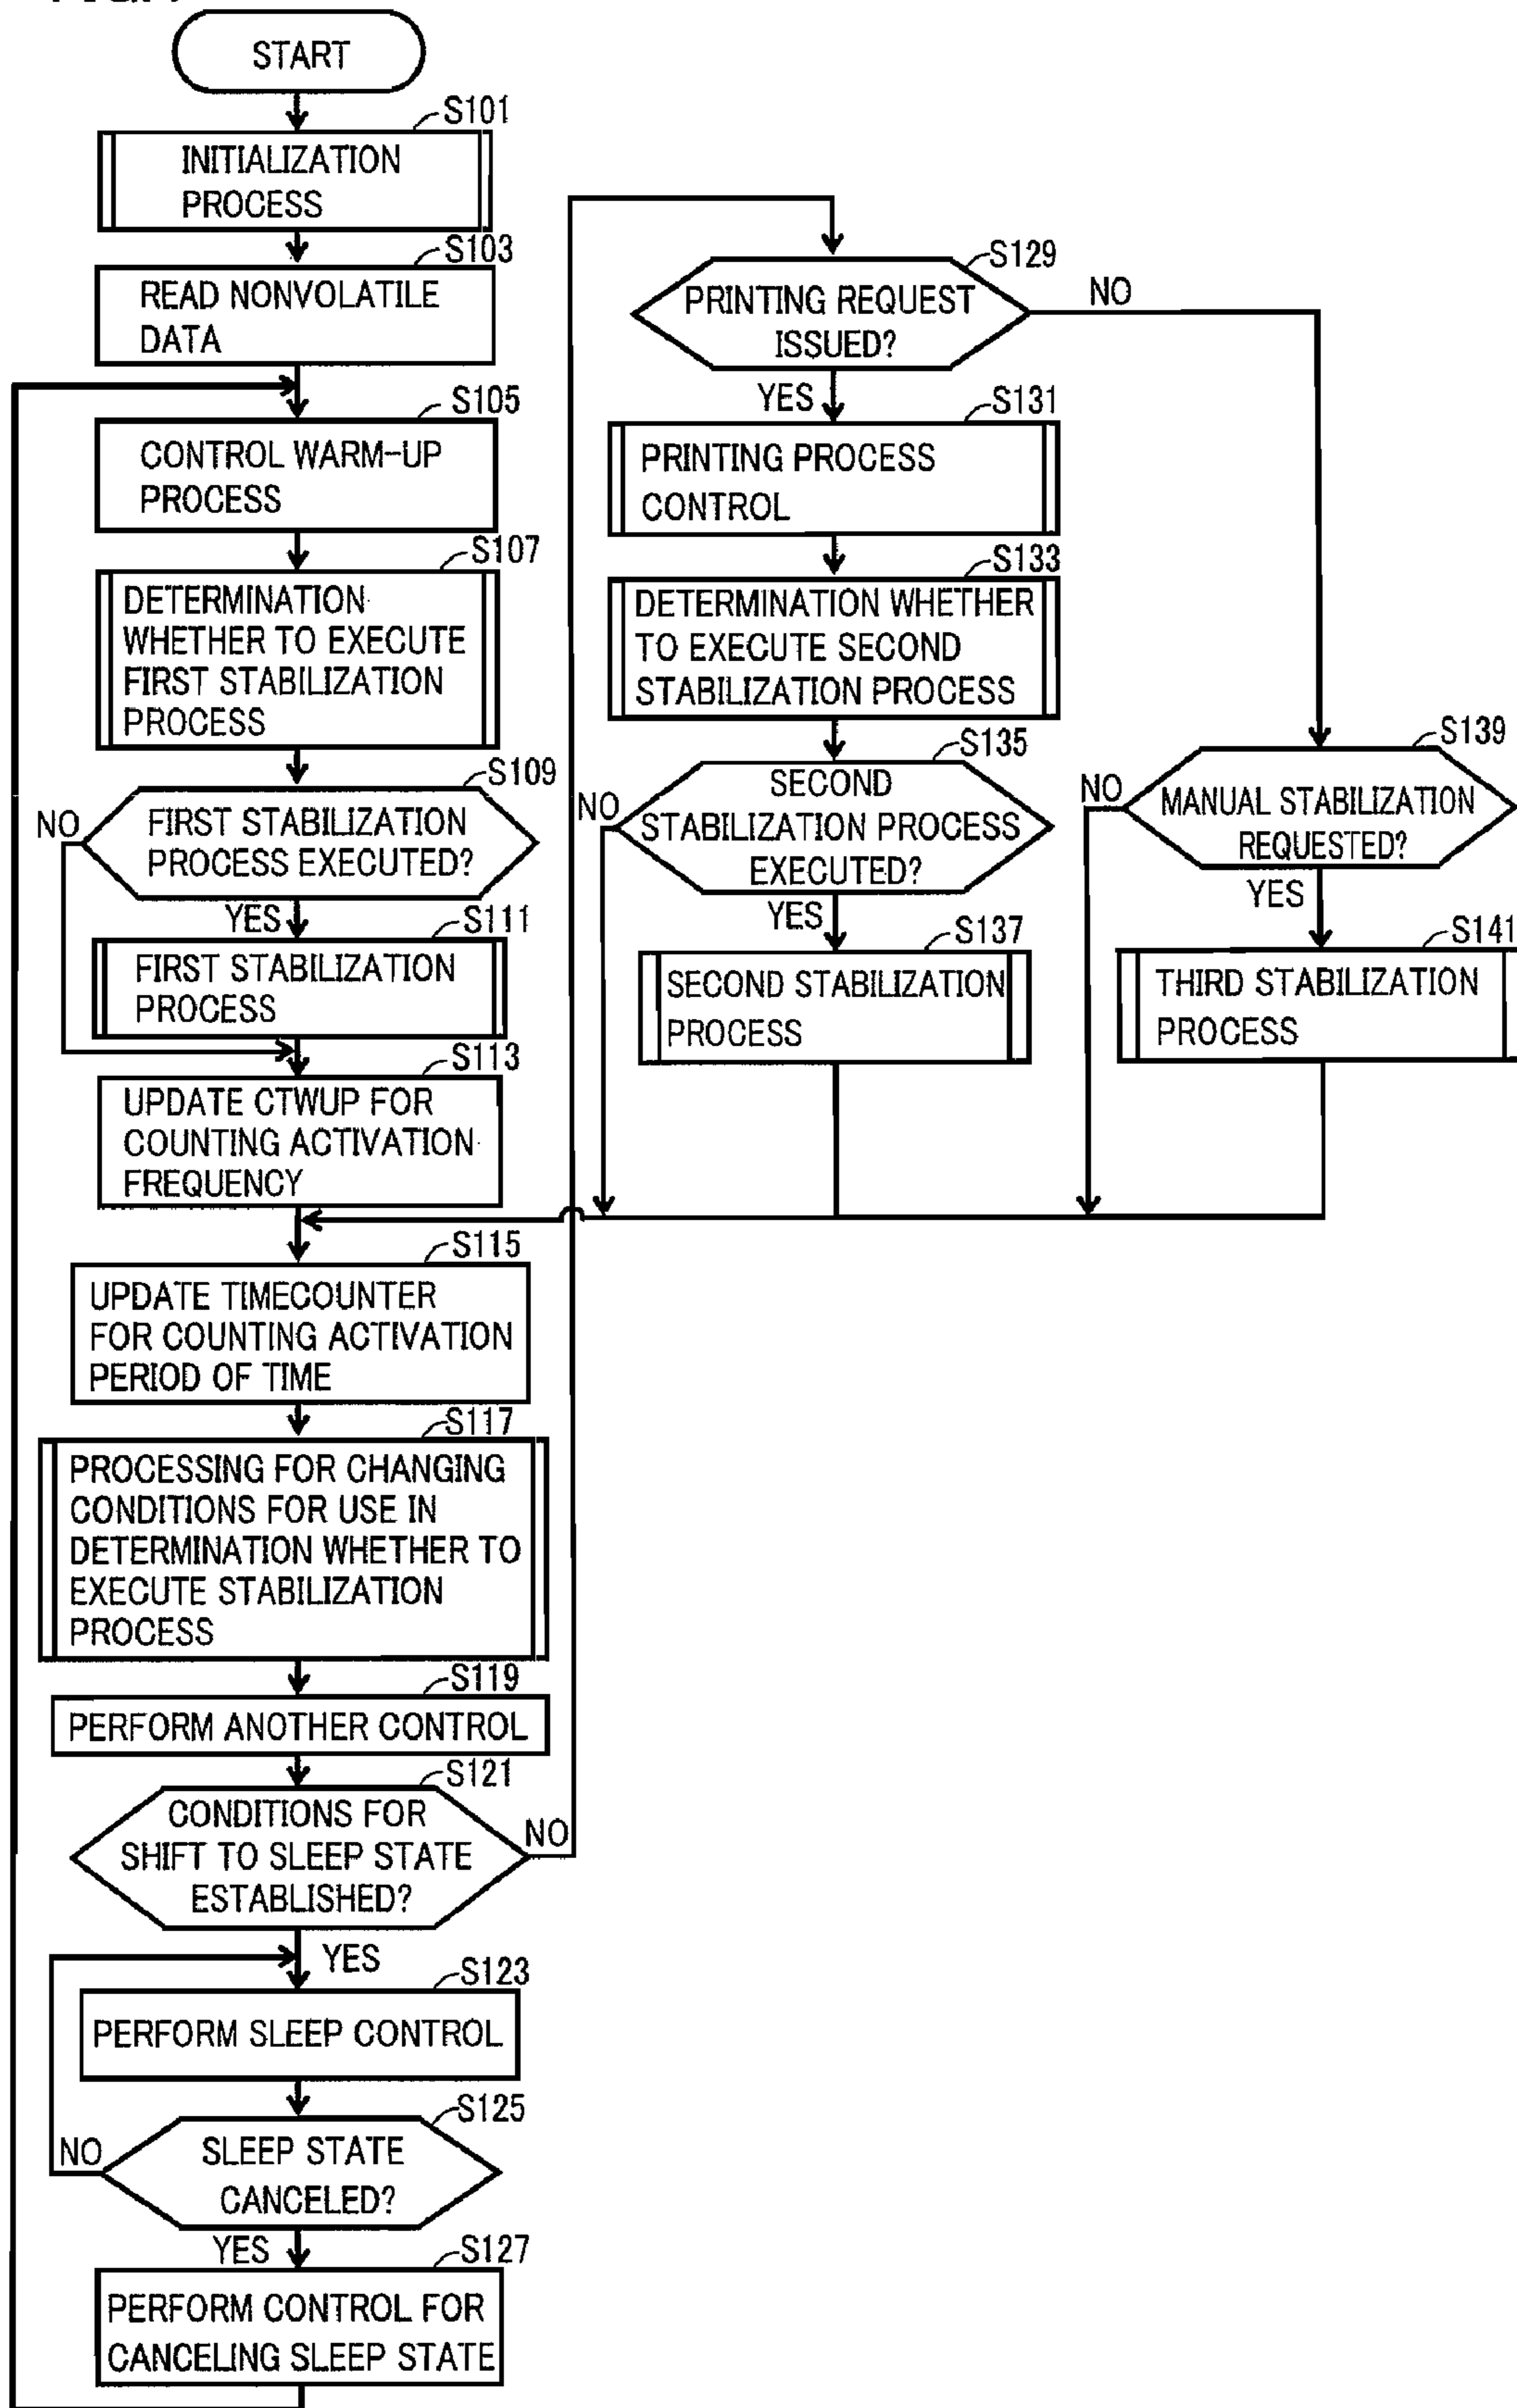 START
S101
INITIALIZATION
PROCESS
S103
READ NONVOLATILE
DATA
S105
CONTROL WARM-UP
PROCESS
S107
DETERMINATION
WHETHER TO EXECUTE
FIRST STABILIZATION
PROCESS
S109
NO
FIRST STABILIZATION
PROCESS EXECUTED?
YES
S111
FIRST STABILIZATION
PROCESS
S113
UPDATE CTWUP FOR
COUNTING ACTIVATION
FREQUENCY
S115
UPDATE TIMECOUNTER
FOR COUNTING ACTIVATION
PERIOD OF TIME
S117
PROCESSING FOR CHANGING
CONDITIONS FOR USE IN
DETERMINATION WHETHER TO
EXECUTE STABILIZATION
PROCESS
S119
PERFORM ANOTHER CONTROL
S121
CONDITIONS FOR
SHIFT TO SLEEP STATE
ESTABLISHED?
NO
YES
S123
PERFORM SLEEP CONTROL
S125
NO
SLEEP STATE
CANCELED?
YES
S127
PERFORM CONTROL FOR
CANCELING SLEEP STATE
S129
PRINTING REQUEST
ISSUED?
NO
YES
S131
PRINTING PROCESS
CONTROL
S133
DETERMINATION WHETHER
TO EXECUTE SECOND
STABILIZATION PROCESS
S135
NO
SECOND
STABILIZATION PROCESS
EXECUTED?
YES
S137
SECOND STABILIZATION
PROCESS
S139
NO
MANUAL STABILIZATION
REQUESTED?
YES
S141
THIRD STABILIZATION
PROCESS